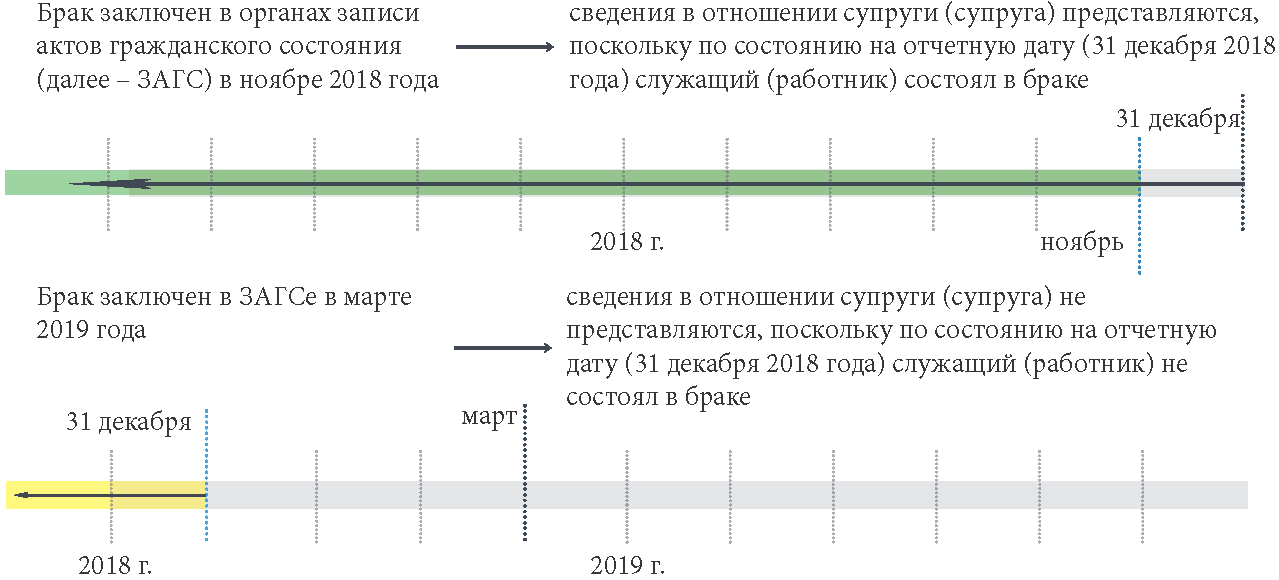 Брак заключен в органах записи
актов гражданского состояния
(далее – ЗАГС) в ноябре 2018 года
сведения в отношении супруги (супруга) представляются,
поскольку по состоянию на отчетную дату (31 декабря 2018
года) служащий (работник) состоял в браке
31 декабря
2018 г.
ноябрь
Брак заключен в ЗАГСе в марте
2019 года
сведения в отношении супруги (супруга) не
представляются, поскольку по состоянию на отчетную
дату (31 декабря 2018 года) служащий (работник) не
состоял в браке
31 декабря
март
2018 г.
2019 г.